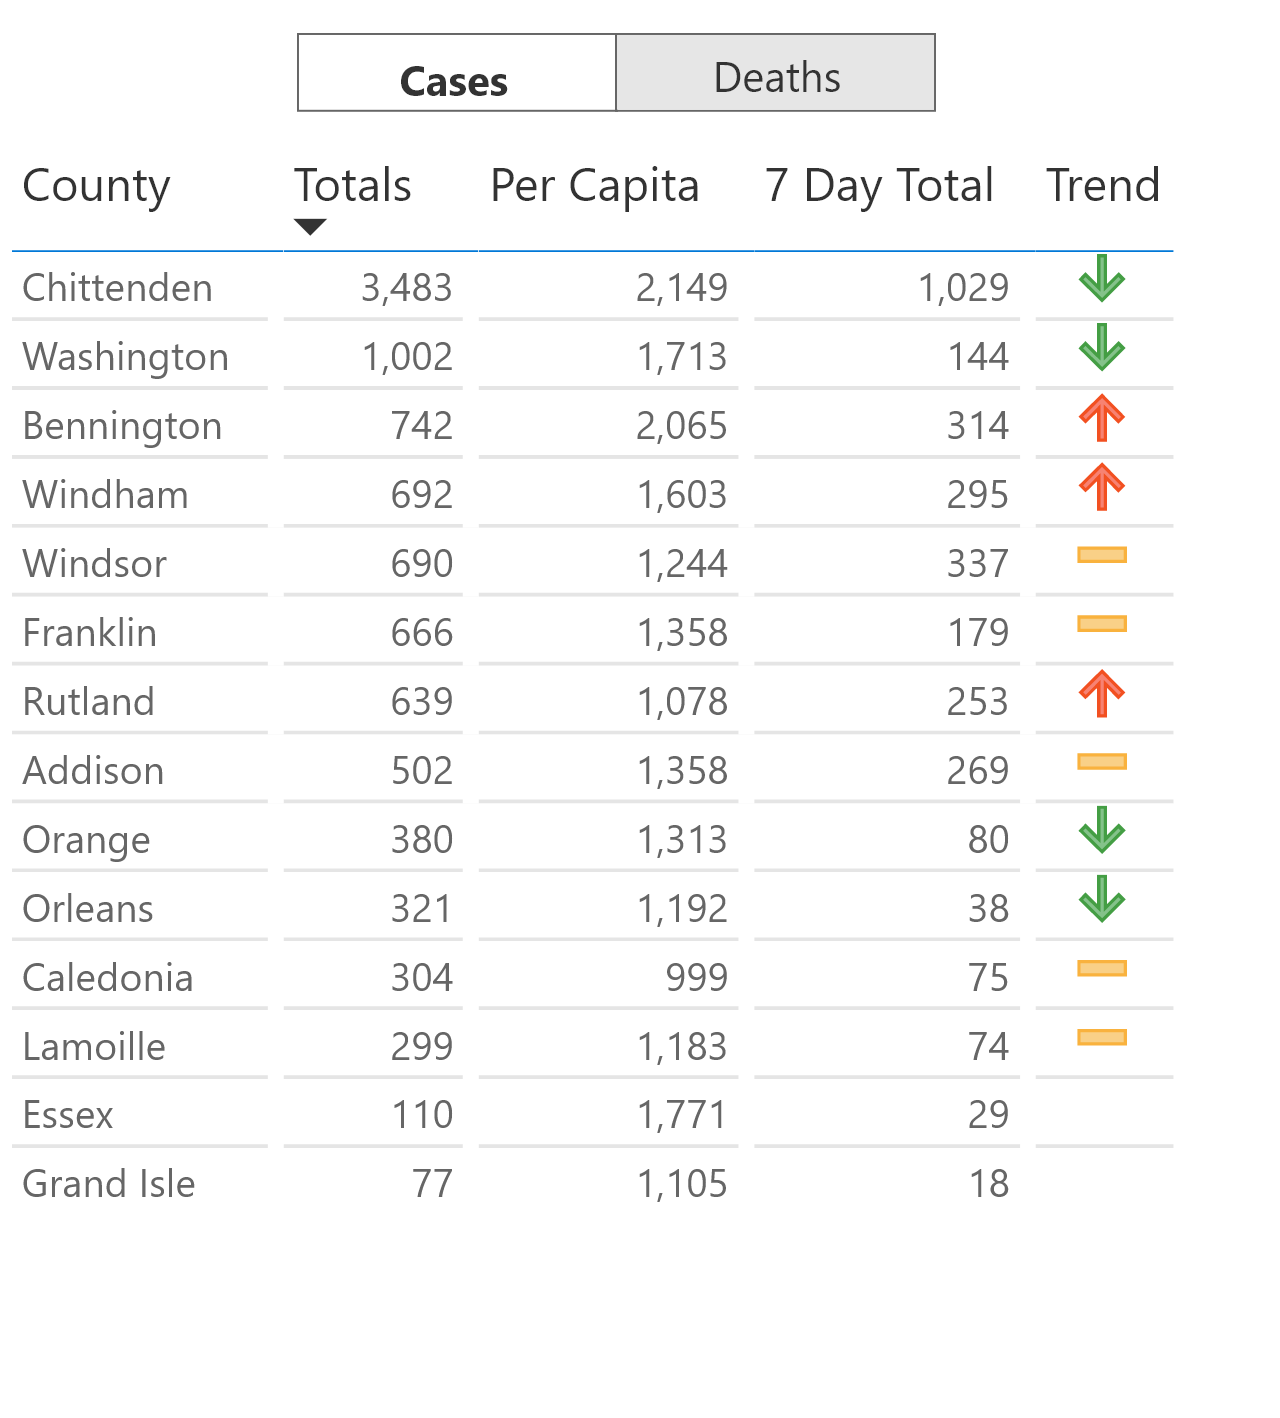 Cases Deaths
County Totals Per Capita 7 Day Total Trend
Chittenden 3,483 2,149 1,029
Washington 1,002 1,713 144
Bennington 742 2,065 314
Windham 692 1,603 295
Windsor 690 1,244 337
Franklin 666 1,358 179
Rutland 639 1,078 253
Addison 502 1,358 269
Orange 380 1,313 80
Orleans 321 1,192 38
Caledonia 304 999 75
Lamoille 299 1,183 74
Essex 110 1,771 29
Grand Isle 77 1,105 18